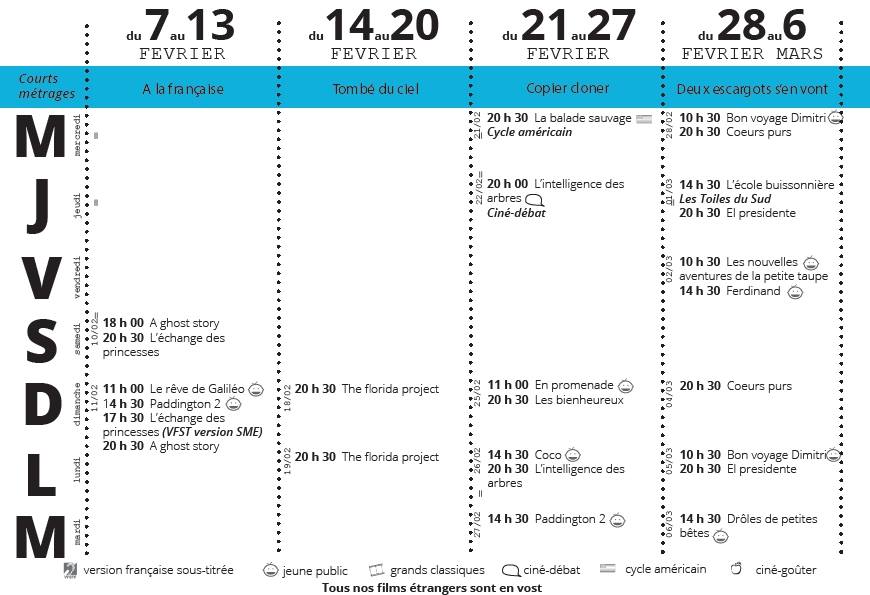 du 7 au 13
FEVRIER
du 14 au 20
FEVRIER
du 21 au 27
FEVRIER
du 28 au 6
FEVRIER MARS
Courts
métrages
A la française
Tombé du ciel
Copier cloner
Deux escargots s'en vont
M
mercredi
21/02
20 h 30 La balade sauvage
Cycle américain
28/02
10 h 30 Bon voyage Dimitri
20 h 30 Coeurs purs
J
jeudi
22/02
20 h 00 L'intelligence des
arbres
Ciné-débat
01/03
14 h 30 L'école buissonnière
Les Toiles du Sud
20 h 30 El presidente
V
vendredi
02/03
10 h 30 Les nouvelles
aventures de la petite taupe
14 h 30 Ferdinand
S
samedi
10/02
18 h 00 A ghost story
20 h 30 L'échange des
princesses
D
dimanche
11/02
11 h 00 Le rêve de Galiléo
14 h 30 Paddington 2
17 h 30 L'échange des
princesses (VFST version SME)
20 h 30 A ghost story
18/02
20 h 30 The florida project
25/02
11 h 00 En promenade
20 h 30 Les bienheureux
04/03
20 h 30 Coeurs purs
L
lundi
19/02
20 h 30 The florida project
26/02
14 h 30 Coco
20 h 30 L'intelligence des
arbres
05/03
10 h 30 Bon voyage Dimitri
20 h 30 El presidente
M
mardi
27/02
14 h 30 Paddington 2
06/03
14 h 30 Drôles de petites
bêtes
version française sous-titrée
jeune public
grands classiques
ciné-débat
cycle américain
ciné-goûter
Tous nos films étrangers sont en vost